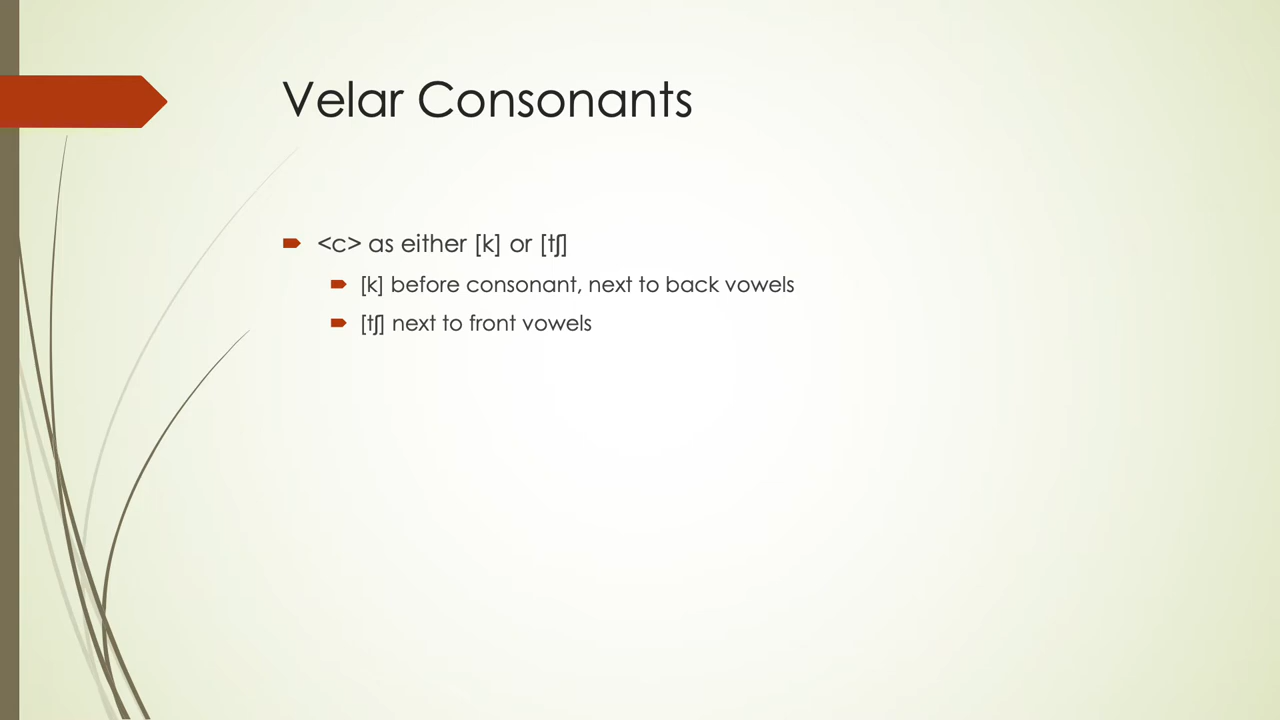 Velar Consonants
<c> as either [k] or [tʃ]
[k] before consonant, next to back vowels
[tʃ] next to front vowels